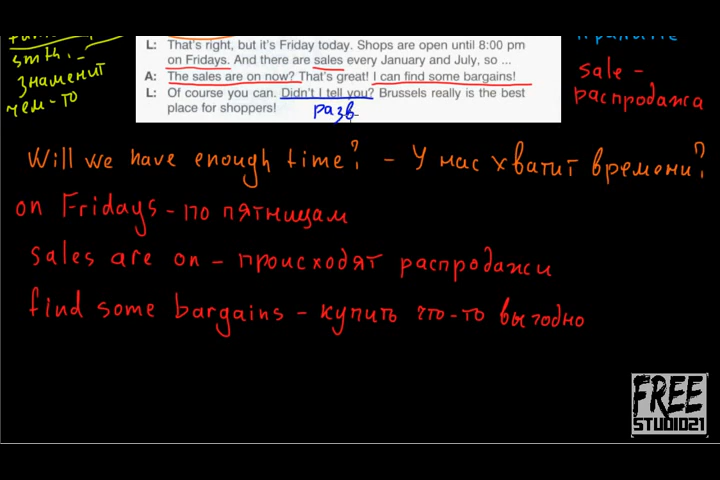 smth.-
знаменит
чем-то
L: That's right, but it's Friday today. Shops are open until 8:00 pm
on Fridays. And there are sales every January and July, so ...
A: The sales are on now? That's great! I can find some bargains!
L: Of course you can. Didn't I tell you? Brussels really is the best
place for shoppers!
разв
sale -
распродажа
Will we have enough time? - У нас хватит времени?
on Fridays - по пятницам
sales are on - происходят распродажи
find some bargains - купить что-то выгодно
FREE
STUDIO21